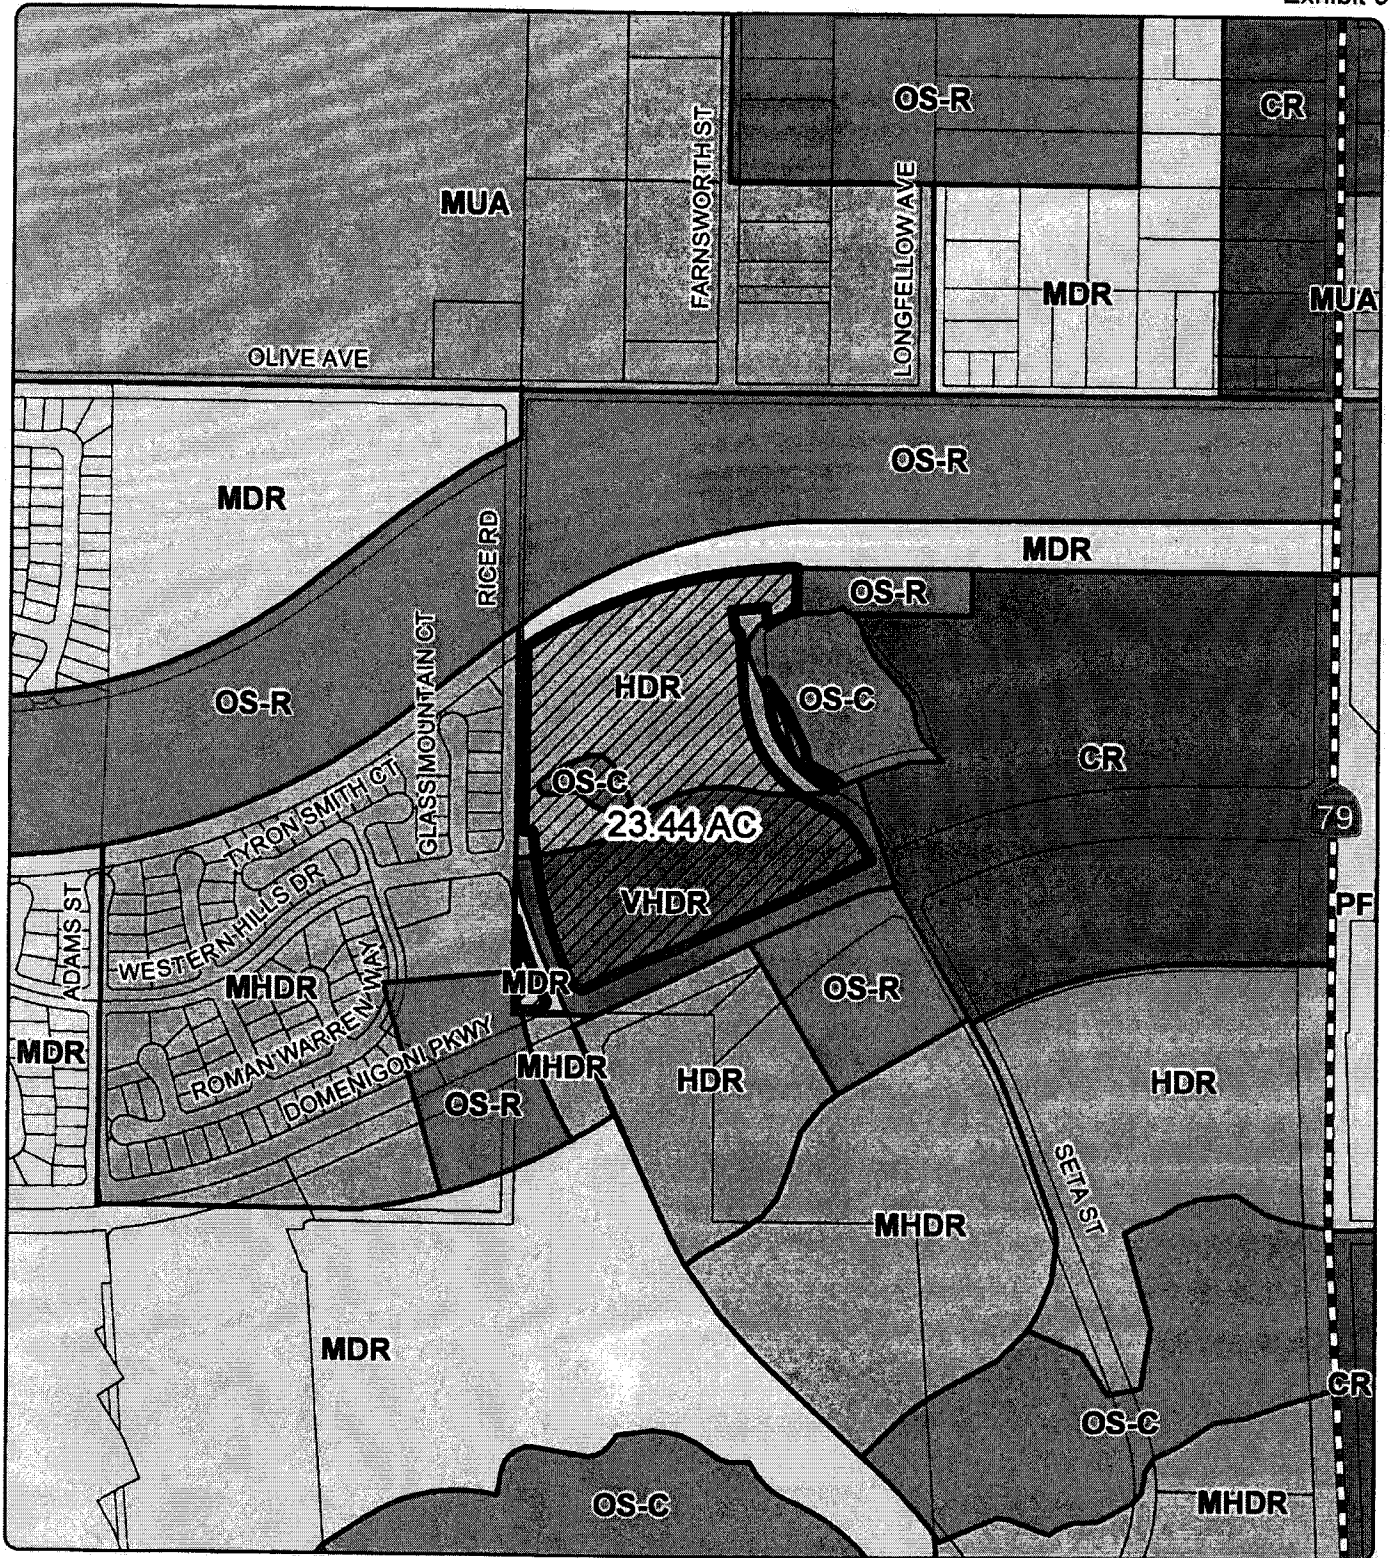 Exhibit 5
OS-R
CR
FARNSWORTH ST
LONGFELLOW AVE
MUA
MDR
MUA
OLIVE AVE
OS-R
MDR
RICE RD
MDR
OS-R
GLASS MOUNTAIN CT
HDR
OS-C
OS-R
CR
OS-C
TYRON SMITH CT
23.44 AC
79
WESTERN HILLS DR
VHDR
PF
ADAMS ST
MHDR
ROMAN WARREN WAY
MDR
OS-R
MDR
DOMENIGONI PKWY
MHDR
HDR
HDR
OS-R
SETA ST
MHDR
MDR
CR
OS-C
OS-C
MHDR